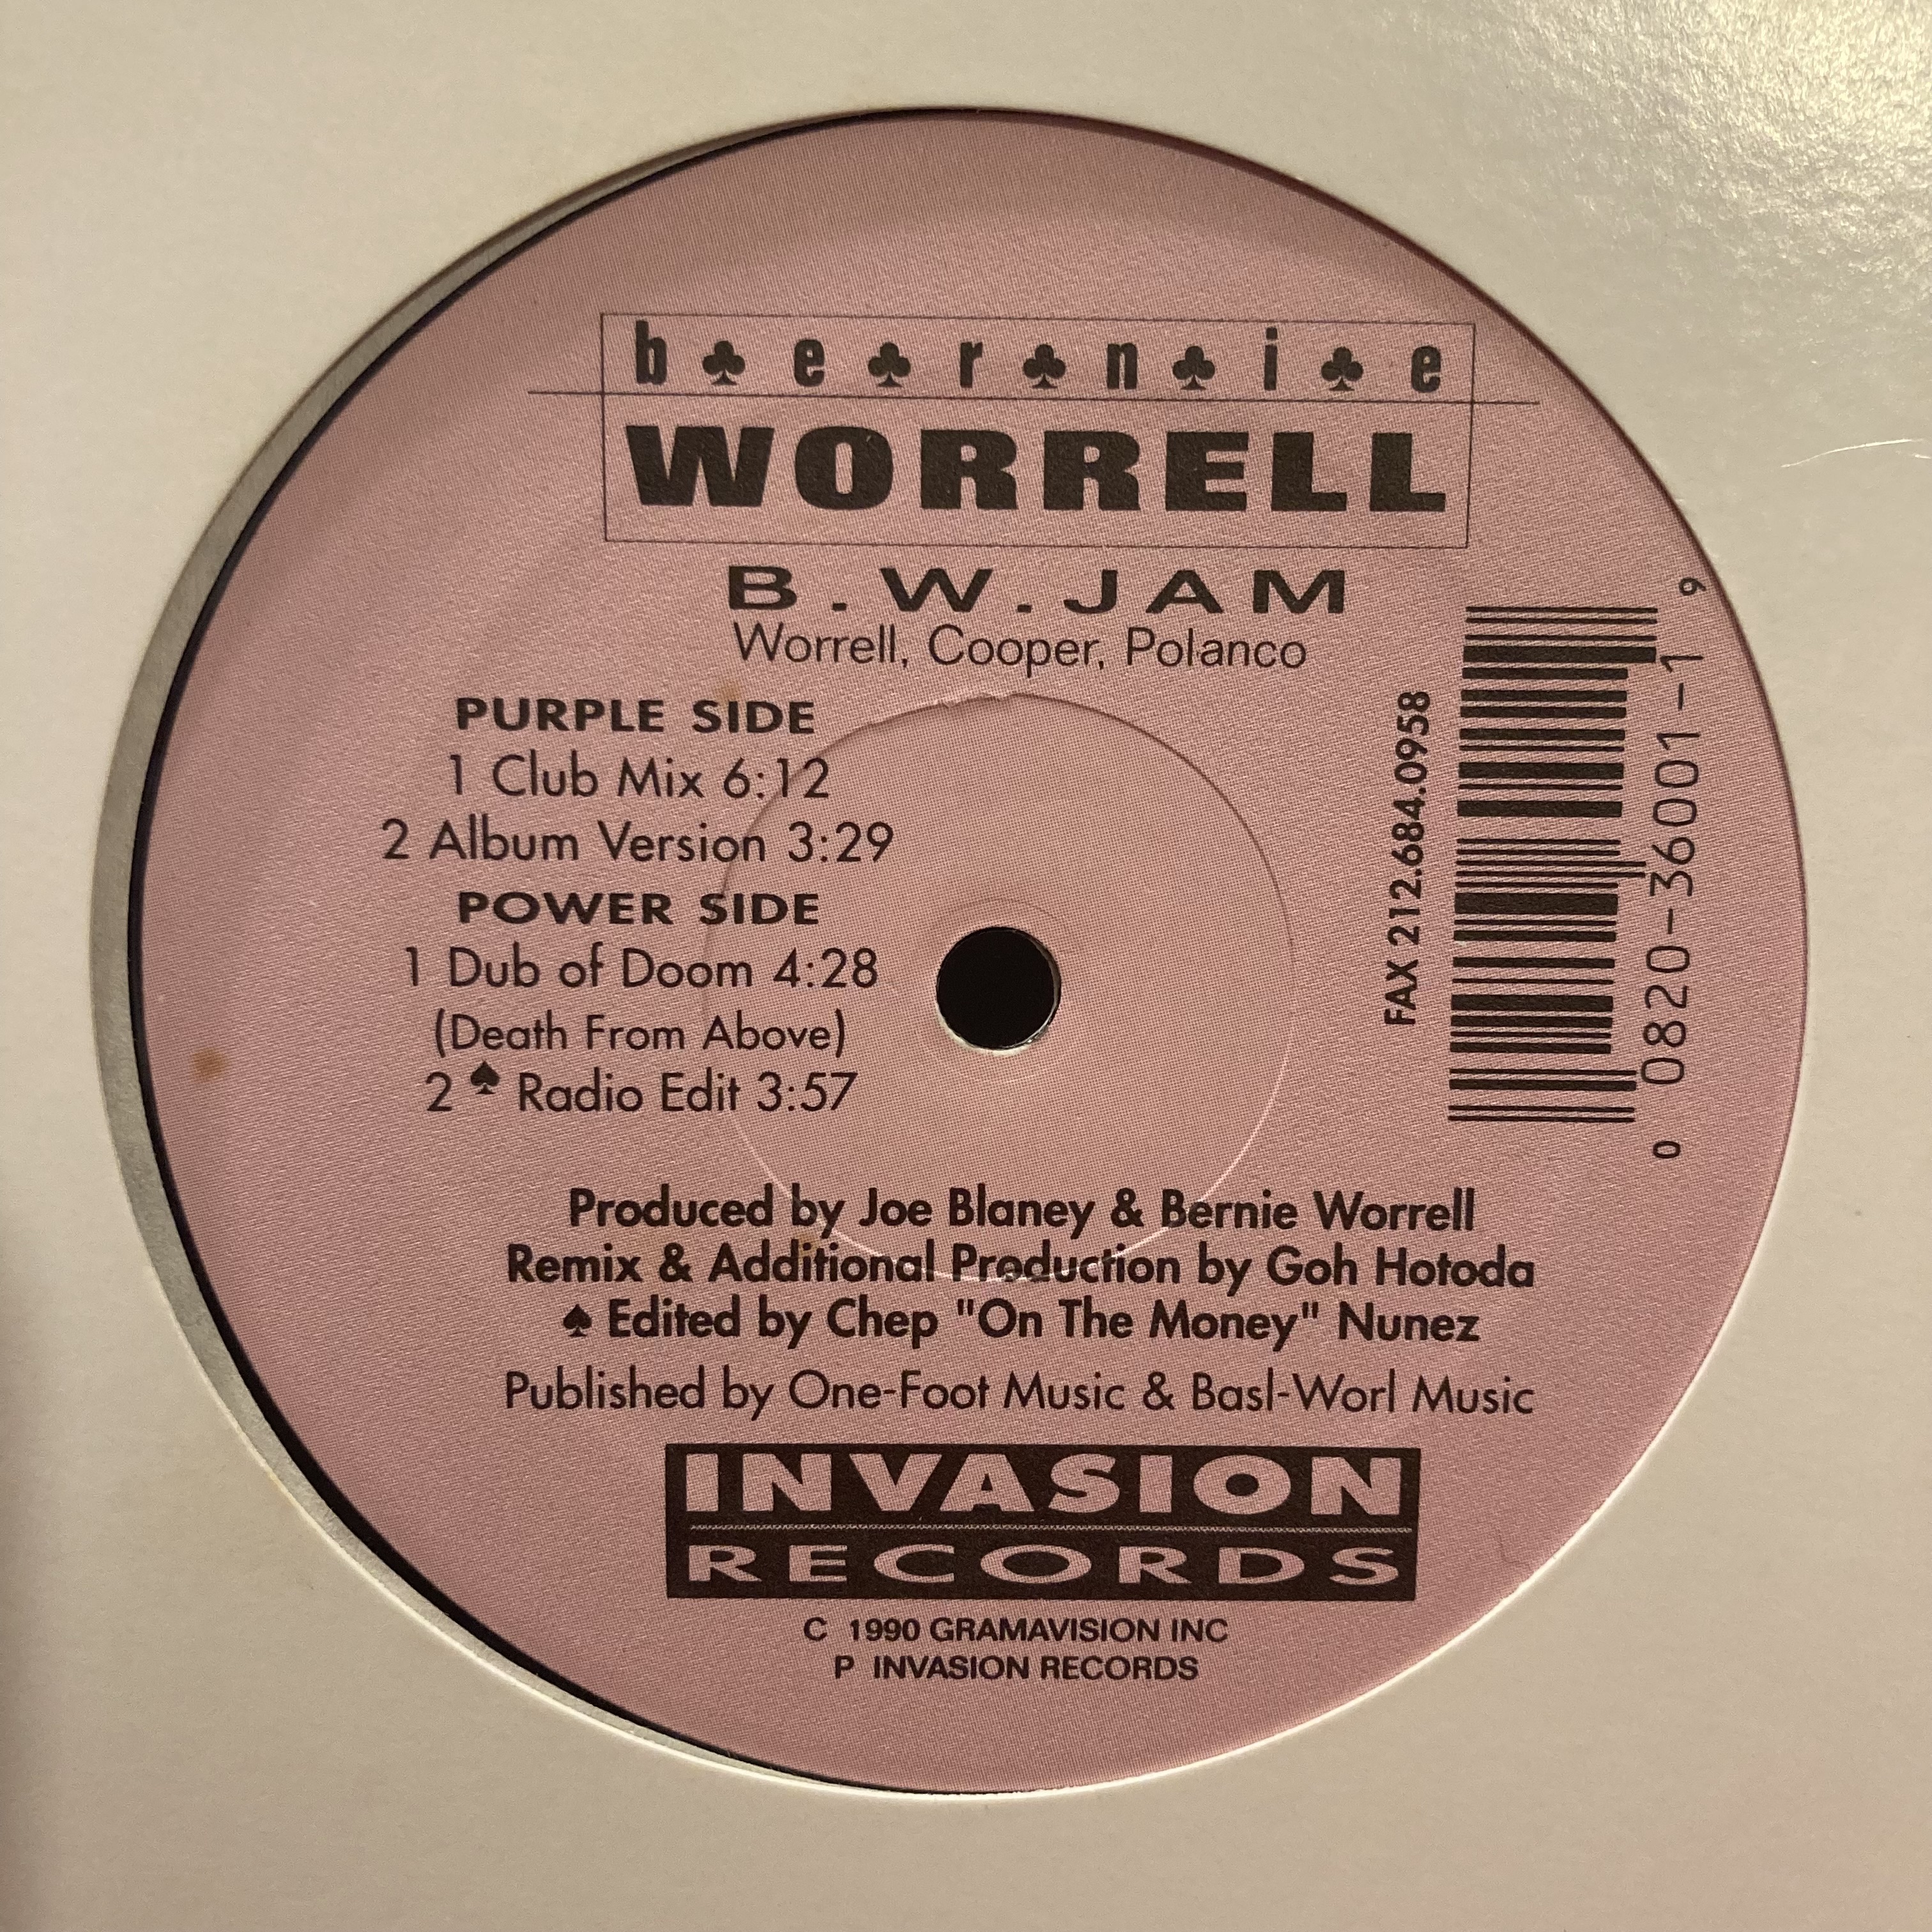 b♣e♣r♣n♣i♣e
WORRELL
B.W.JAM
Worrell, Cooper, Polanco
PURPLE SIDE
1 Club Mix 6:12
2 Album Version 3:29
POWER SIDE
1 Dub of Doom 4:28
(Death From Above)
2 ♠ Radio Edit 3:57
FAX 212.684.0958
0 0820-36001-1 9
Produced by Joe Blaney & Bernie Worrell
Remix & Additional Production by Goh Hotoda
♠ Edited by Chep "On The Money" Nunez
Published by One-Foot Music & Basl-Worl Music
INVASION
RECORDS
C 1990 GRAMAVISION INC
P INVASION RECORDS